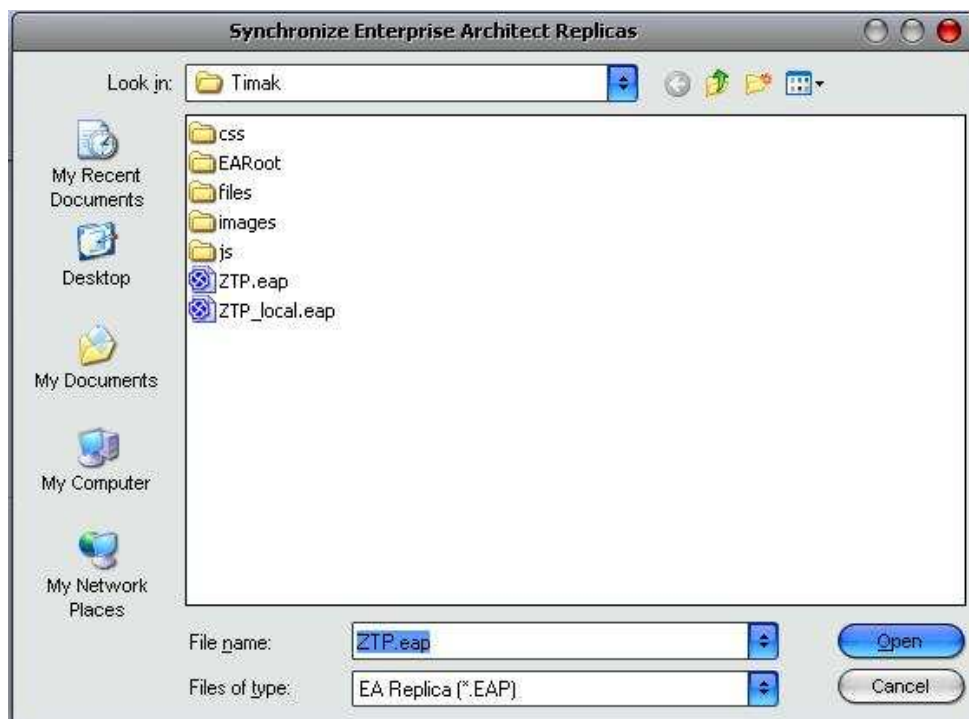 Synchronize Enterprise Architect Replicas
Look in:
Timak
My Recent
Documents
Desktop
My Documents
My Computer
My Network
Places
css
EARoot
files
images
js
ZTP.eap
ZTP_local.eap
File name:
ZTP.eap
Open
Files of type:
EA Replica (*.EAP)
Cancel